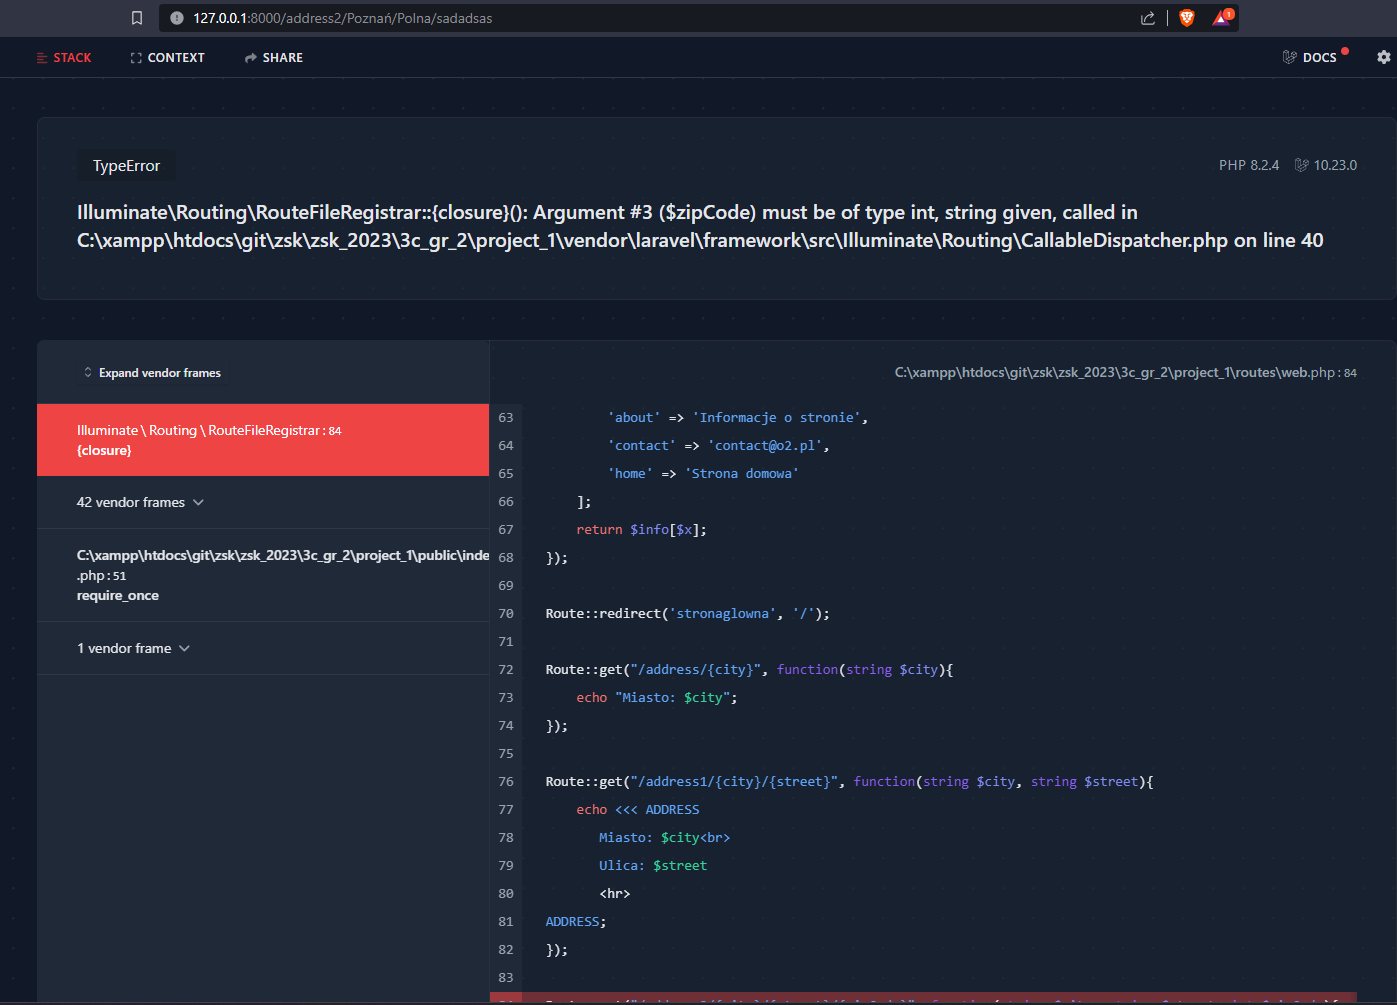 127.0.0.1:8000/address2/Poznań/Polna/sadadsas
1
STACK
CONTEXT
SHARE
DOCS
TypeError
PHP 8.2.4
10.23.0
Illuminate\Routing\RouteFileRegistrar::{closure}(): Argument #3 ($zipCode) must be of type int, string given, called in
C:\xampp\htdocs\git\zsk\zsk_2023\3c_gr_2\project_1\vendor\laravel\framework\src\Illuminate\Routing\CallableDispatcher.php on line 40
Expand vendor frames
Illuminate \ Routing \ RouteFileRegistrar : 84
{closure}
42 vendor frames
C:\xampp\htdocs\git\zsk\zsk_2023\3c_gr_2\project_1\public\inde
.php : 51
require_once
1 vendor frame
C:\xampp\htdocs\git\zsk\zsk_2023\3c_gr_2\project_1\routes\web.php : 84
63 'about' => 'Informacje o stronie',
64 'contact' => 'contact@o2.pl',
65 'home' => 'Strona domowa'
66 ];
67 return $info[$x];
68 });
69
70 Route::redirect('stronaglowna', '/');
71
72 Route::get("/address/{city}", function(string $city){
73 echo "Miasto: $city";
74 });
75
76 Route::get("/address1/{city}/{street}", function(string $city, string $street){
77 echo <<< ADDRESS
78 Miasto: $city<br>
79 Ulica: $street
80 <hr>
81 ADDRESS;
82 });
83